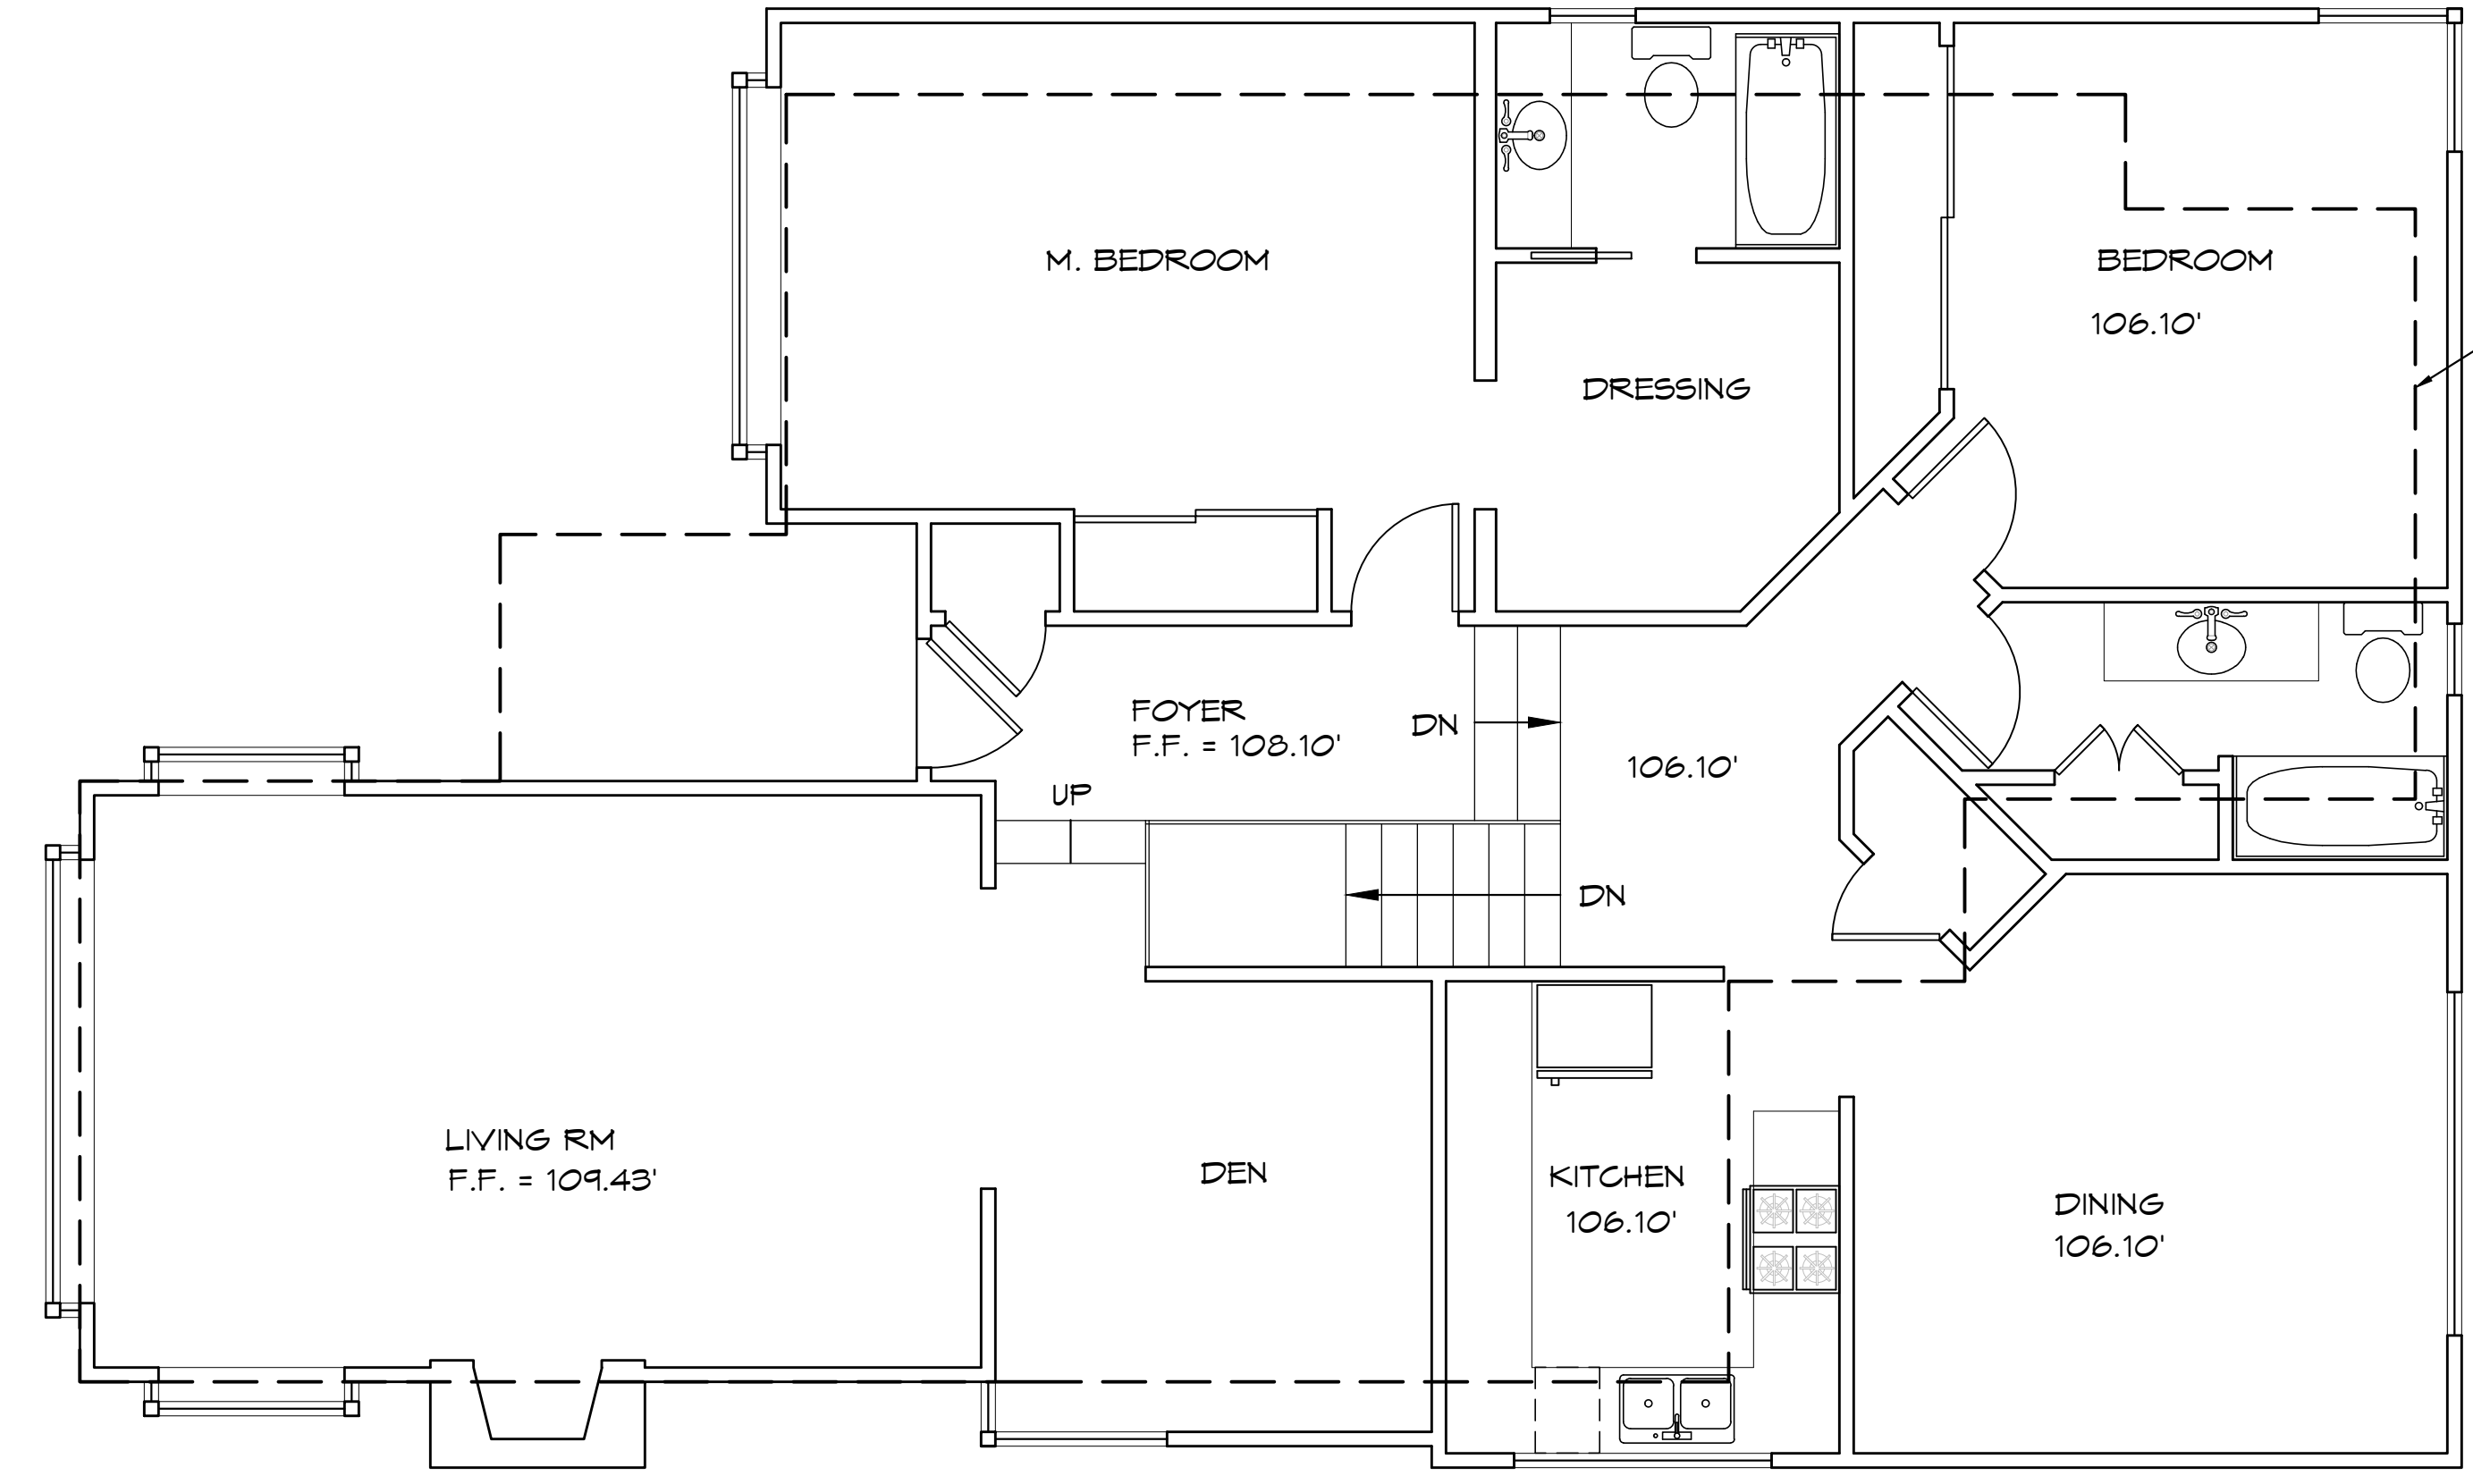 M. BEDROOM
BEDROOM
106.10'
DRESSING
FOYER
F.F. = 108.10'
DN
UP
106.10'
DN
LIVING RM
F.F. = 109.43'
DEN
KITCHEN
106.10'
DINING
106.10'